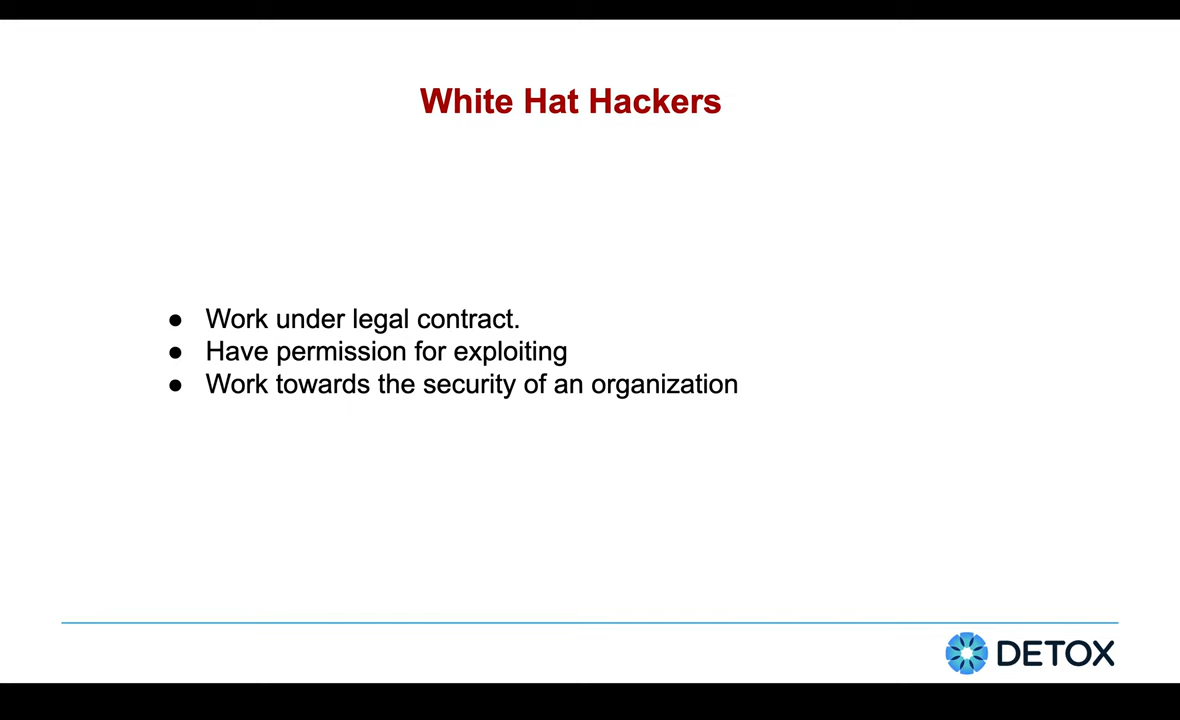 White Hat Hackers
● Work under legal contract.
● Have permission for exploiting
● Work towards the security of an organization
DETOX